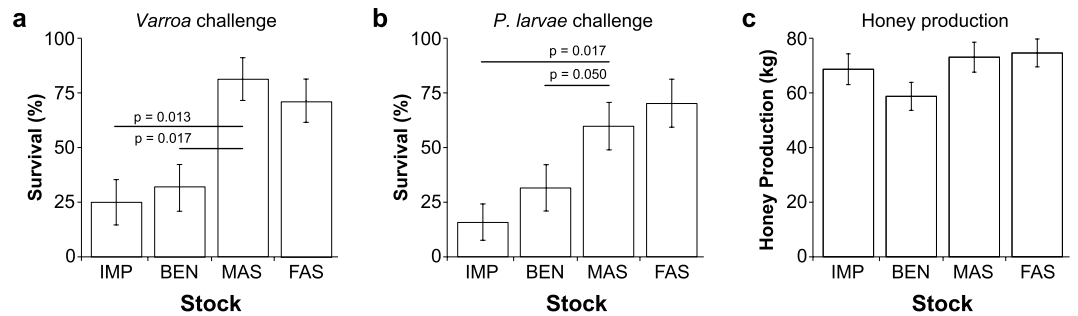 a
Varroa challenge
Survival (%)
100
75
50
25
0
p = 0.013
p = 0.017
IMP BEN MAS FAS
Stock
b
P. larvae challenge
Survival (%)
100
75
50
25
0
p = 0.017
p = 0.050
IMP BEN MAS FAS
Stock
c
Honey production
Honey Production (kg)
80
60
40
20
0
IMP BEN MAS FAS
Stock